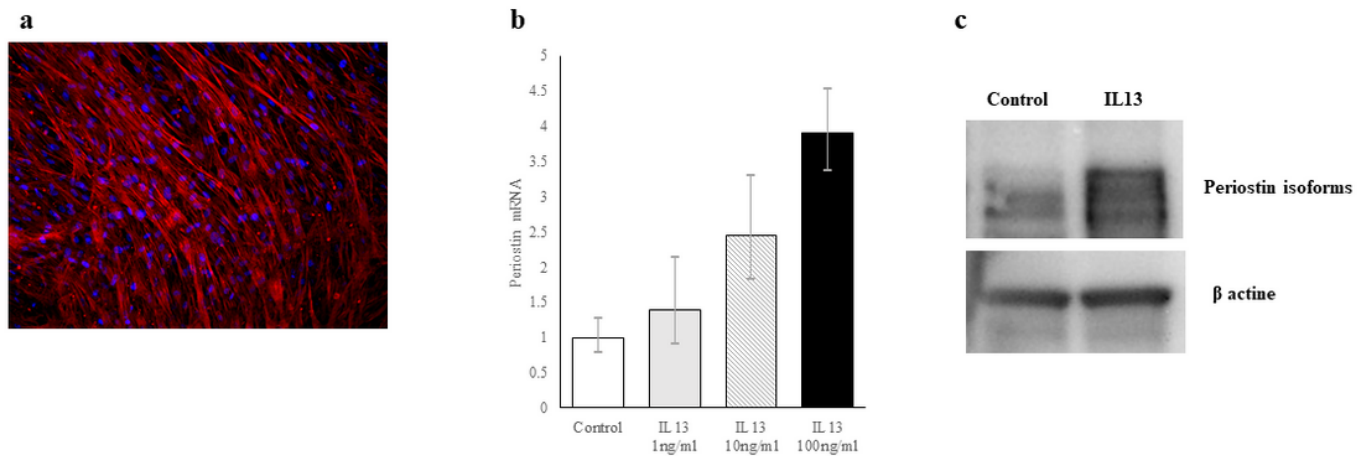 a
b
Periostin mRNA
5
4.5
4
3.5
3
2.5
2
1.5
1
0.5
0
Control
IL 13
1ng/ml
IL 13
10ng/ml
IL 13
100ng/ml
c
Control IL13
Periostin isoforms
β actine